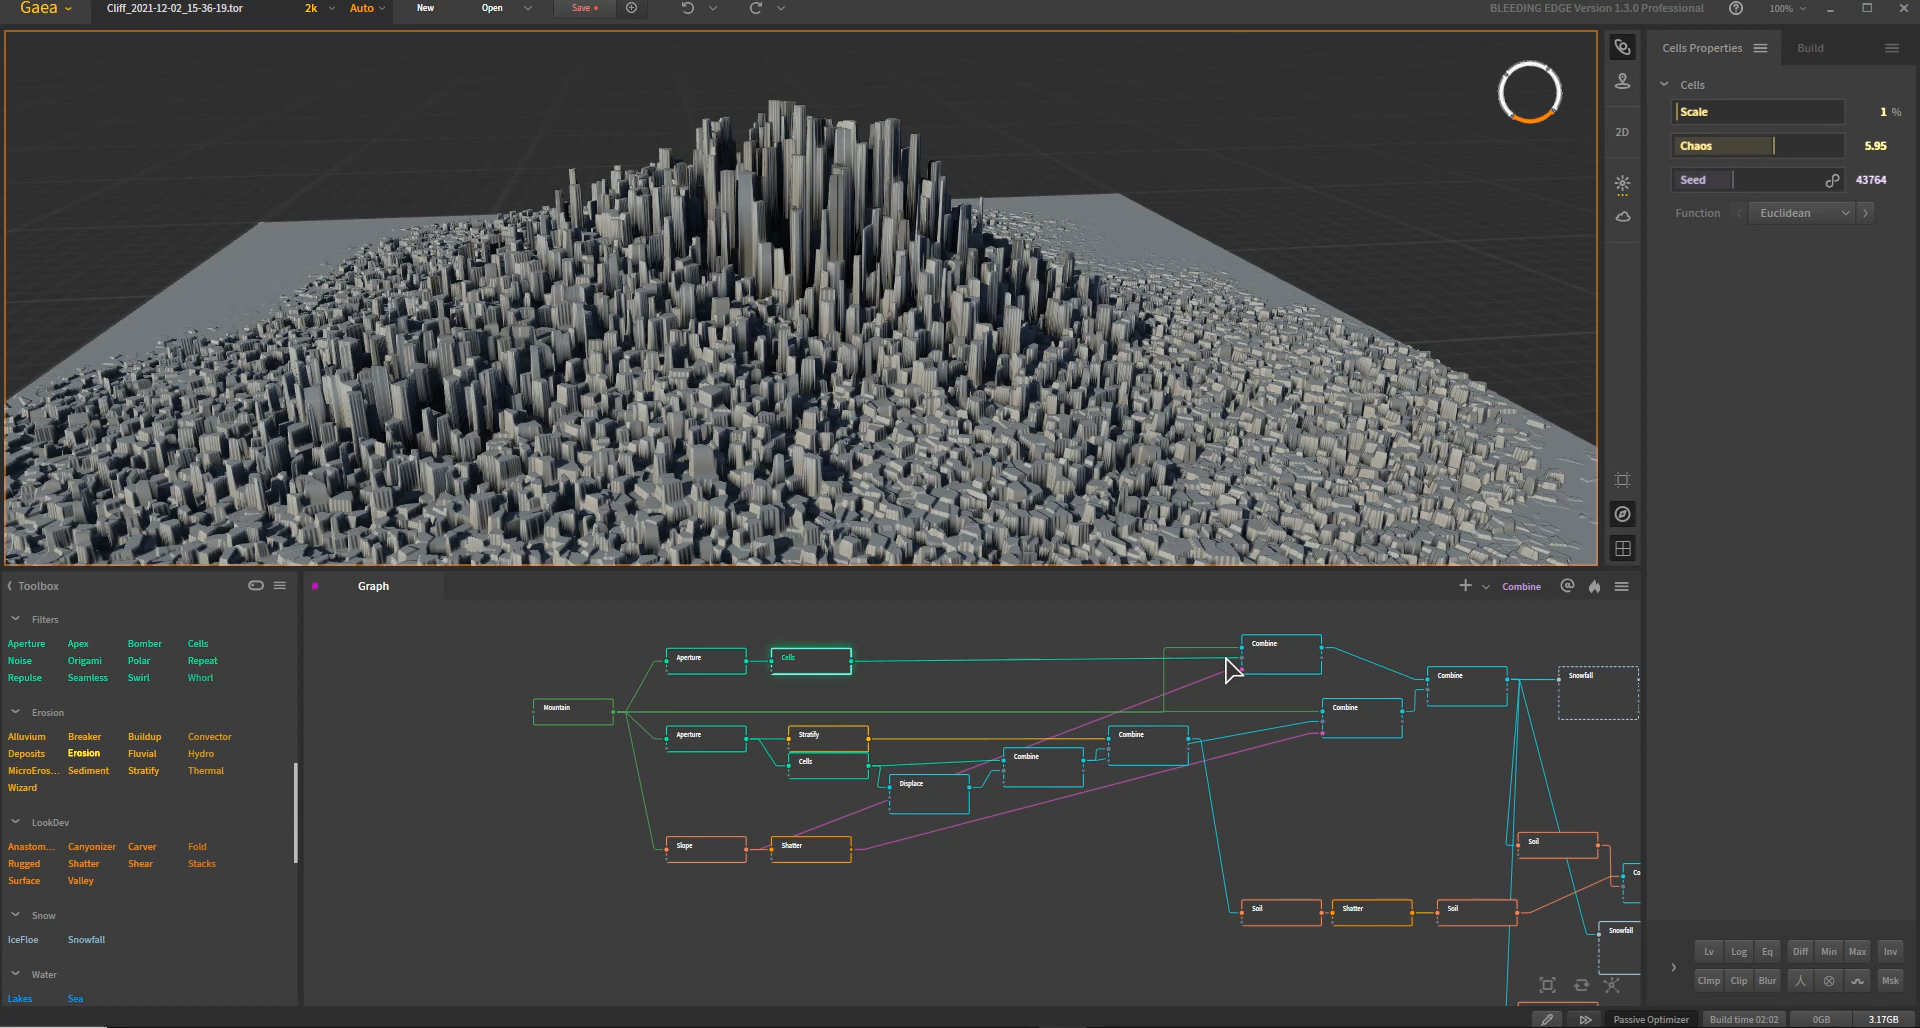 Gaea
Cliff_2021-12-02_15-36-19.tor
2k
Auto
New
Open
Save
BLEEDING EDGE Version 1.3.0 Professional
100%
2D
Cells Properties
Build
Cells
Scale 1 %
Chaos 5.95
Seed 43764
Function Euclidean
Toolbox
Filters
Aperture Apex Bomber Cells
Noise Origami Polar Repeat
Repulse Seamless Swirl Whorl
Erosion
Alluvium Breaker Buildup Convector
Deposits Erosion Fluvial Hydro
MicroEros... Sediment Stratify Thermal
Wizard
LookDev
Anastom... Canyonizer Carver Fold
Rugged Shatter Shear Stacks
Surface Valley
Snow
IceFloe Snowfall
Water
Lakes Sea
Graph
Combine
Combine
Aperture
Cells
Combine
Snowfall
Mountain
Combine
Aperture
Stratify
Combine
Cells
Combine
Displace
Slope
Shatter
Soil
Co
Soil
Shatter
Soil
Snowfall
Lv Log Eq Diff Min Max Inv
Clmp Clip Blur Msk
Passive Optimizer
Build time 02:02
0GB
3.17GB